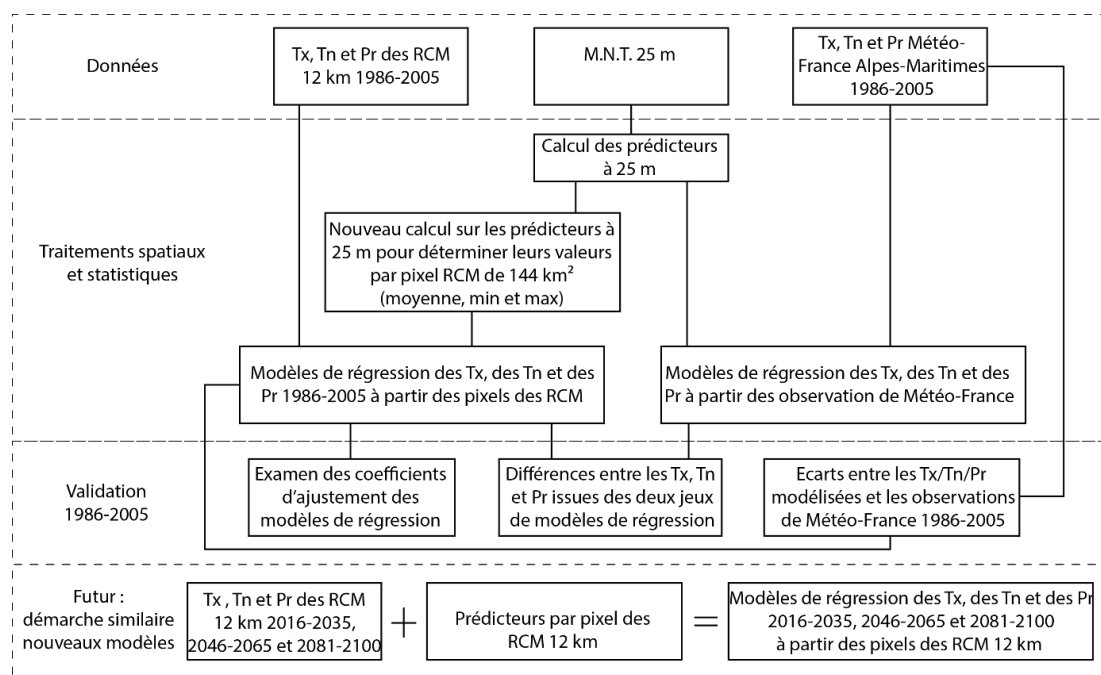 Données
Tx, Tn et Pr des RCM
12 km 1986-2005
M.N.T. 25 m
Tx, Tn et Pr Météo-
France Alpes-Maritimes
1986-2005
Traitements spatiaux
et statistiques
Calcul des prédicteurs
à 25 m
Nouveau calcul sur les prédicteurs à
25 m pour déterminer leurs valeurs
par pixel RCM de 144 km²
(moyenne, min et max)
Modèles de régression des Tx, des Tn et des
Pr 1986-2005 à partir des pixels des RCM
Modèles de régression des Tx, des Tn et des
Pr à partir des observation de Météo-France
Validation
1986-2005
Examen des coefficients
d'ajustement des
modèles de régression
Différences entre les Tx, Tn
et Pr issues des deux jeux
de modèles de régression
Ecarts entre les Tx/Tn/Pr
modélisées et les observations
de Météo-France 1986-2005
Futur :
démarche similaire
nouveaux modèles
Tx , Tn et Pr des RCM
12 km 2016-2035,
2046-2065 et 2081-2100
+
Prédicteurs par pixel des
RCM 12 km
=
Modèles de régression des Tx, des Tn et des Pr
2016-2035, 2046-2065 et 2081-2100
à partir des pixels des RCM 12 km